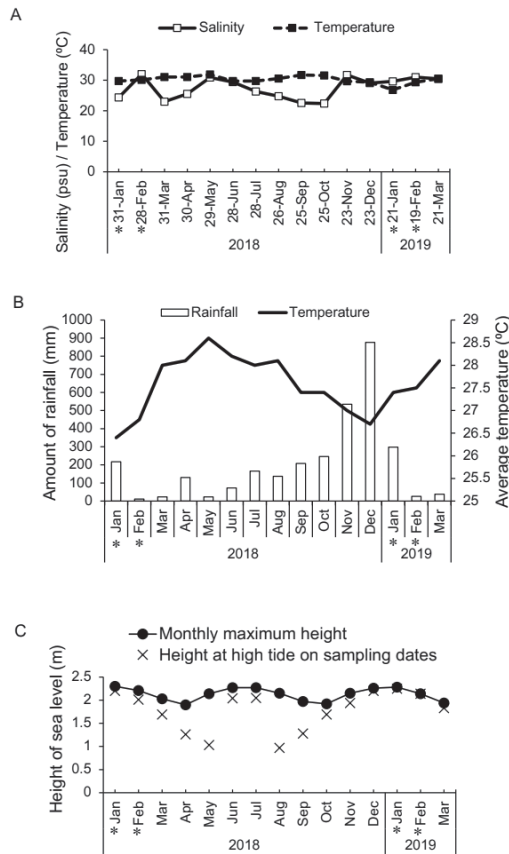 A
Salinity Temperature
Salinity (psu) / Temperature (ºC)
40
30
20
10
0
*31-Jan
*28-Feb
31-Mar
30-Apr
29-May
28-Jun
28-Jul
26-Aug
25-Sep
25-Oct
23-Nov
23-Dec
*21-Jan
*19-Feb
21-Mar
2018 2019
B
Rainfall Temperature
Amount of rainfall (mm)
1000
900
800
700
600
500
400
300
200
100
0
29
28.5
28
27.5
27
26.5
26
25.5
25
Average temperature (ºC)
* Jan
* Feb
Mar
Apr
May
Jun
Jul
Aug
Sep
Oct
Nov
Dec
* Jan
* Feb
Mar
2018 2019
C
Monthly maximum height
Height at high tide on sampling dates
Height of sea level (m)
2.5
2
1.5
1
0.5
0
* Jan
* Feb
Mar
Apr
May
Jun
Jul
Aug
Sep
Oct
Nov
Dec
* Jan
* Feb
Mar
2018 2019